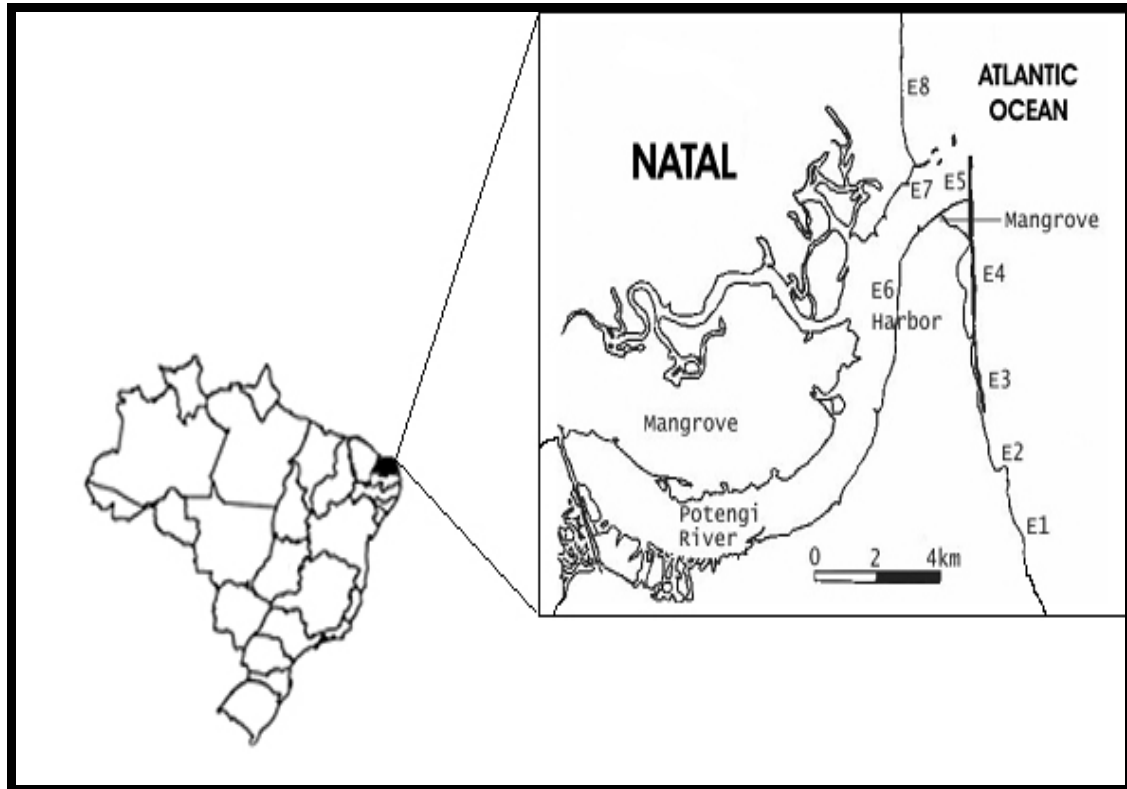 ATLANTIC
OCEAN
E8
NATAL
E7
E5
Mangrove
E4
E6
Harbor
E3
Mangrove
E2
Potengi
River
E1
0 2 4km